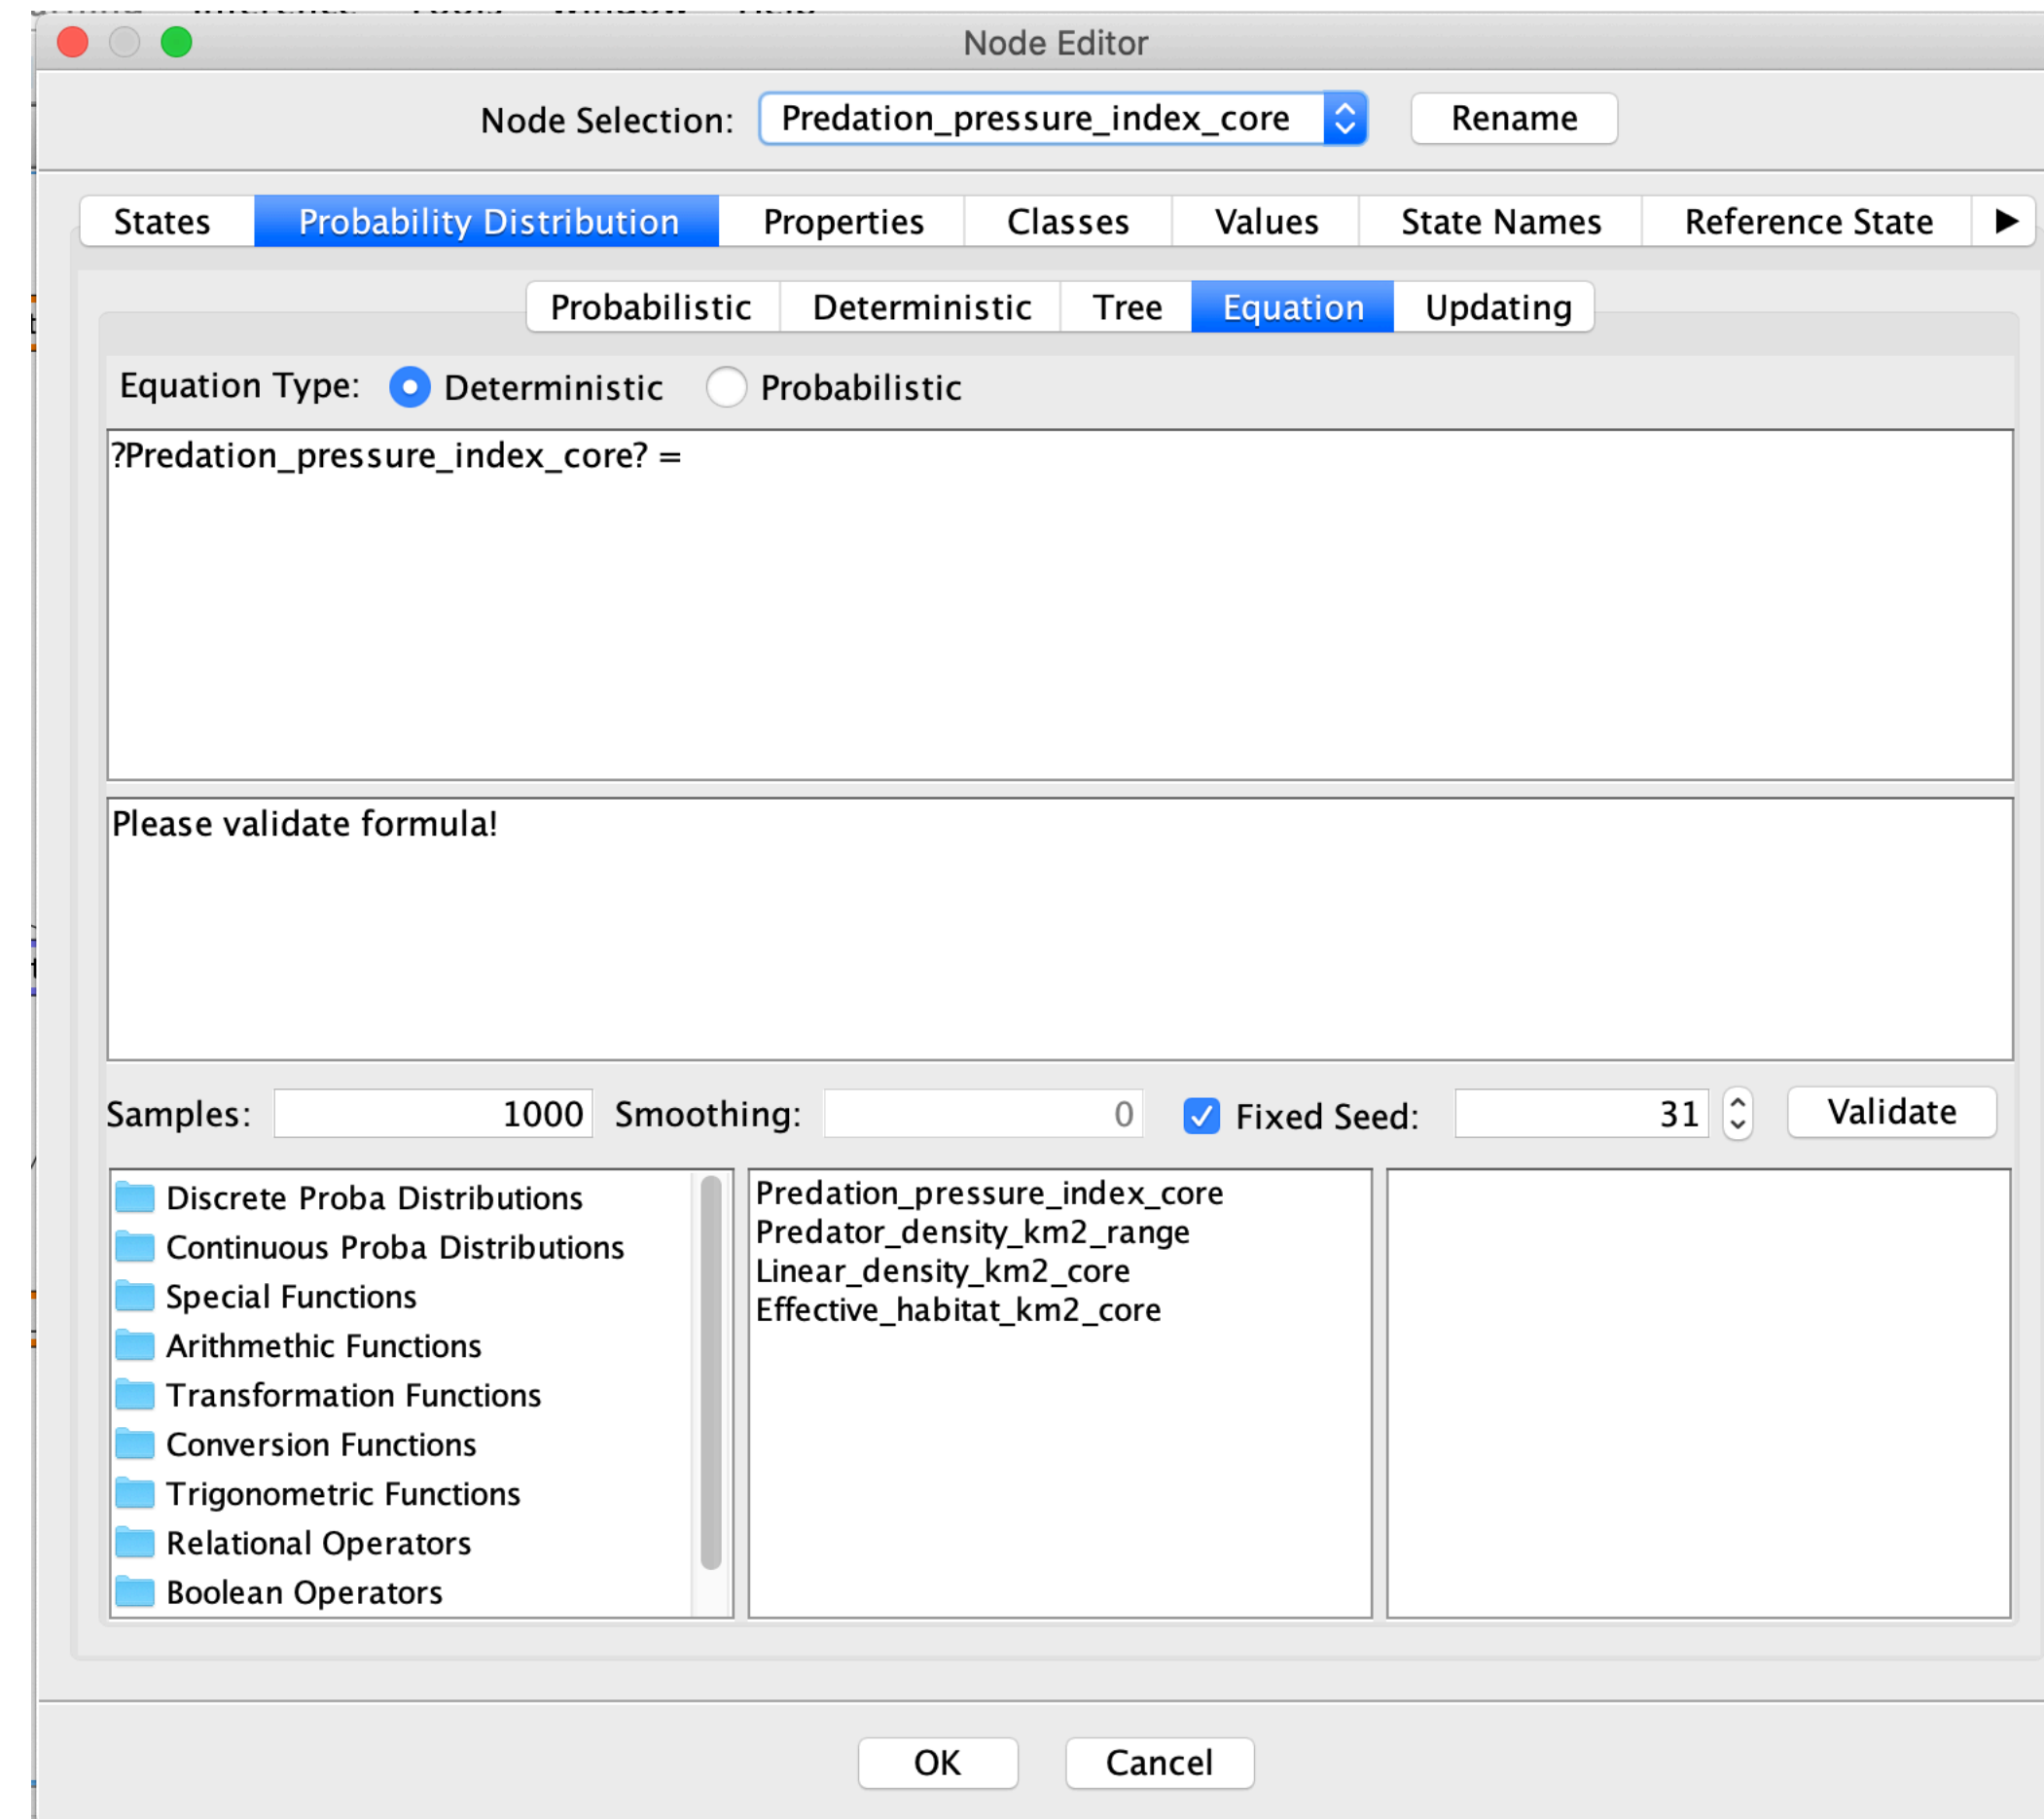 Node Editor
Node Selection: Predation_pressure_index_core Rename
States Probability Distribution Properties Classes Values State Names Reference State
Probabilistic Deterministic Tree Equation Updating
Equation Type: Deterministic Probabilistic
?Predation_pressure_index_core? =
Please validate formula!
Samples: 1000 Smoothing: 0 Fixed Seed: 31 Validate
Discrete Proba Distributions
Continuous Proba Distributions
Special Functions
Arithmethic Functions
Transformation Functions
Conversion Functions
Trigonometric Functions
Relational Operators
Boolean Operators
Predation_pressure_index_core
Predator_density_km2_range
Linear_density_km2_core
Effective_habitat_km2_core
OK Cancel